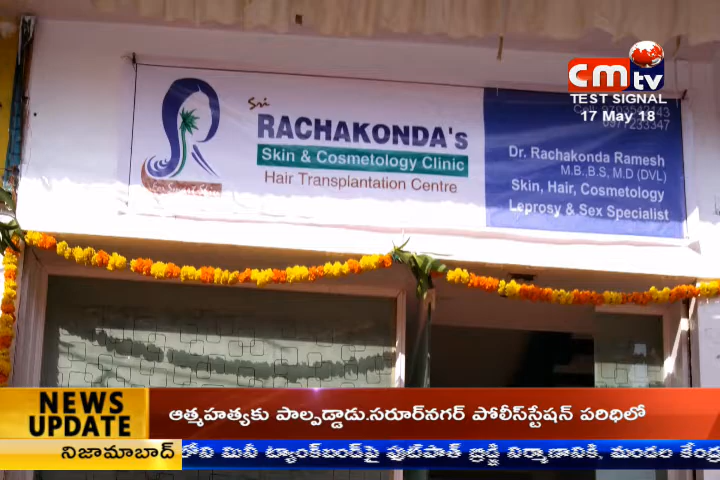 Sri
RACHAKONDA's
Skin & Cosmetology Clinic
Hair Transplantation Centre
Dr. Rachakonda Ramesh
M.B.,B.S, M.D (DVL)
Skin, Hair, Cosmetology
Leprosy & Sex Specialist
cmtv
TEST SIGNAL
17 May 18
NEWS
UPDATE
ఆత్మహత్యకు పాల్పడ్డాడు.సరూర్‌నగర్ పోలీస్‌స్టేషన్ పరిధిలో
నిజామాబాద్
మినీ ట్యాంక్‌బండ్‌పై ఫుట్‌పాత్ బ్రిడ్జి నిర్మాణానికి, మండల కేంద్ర